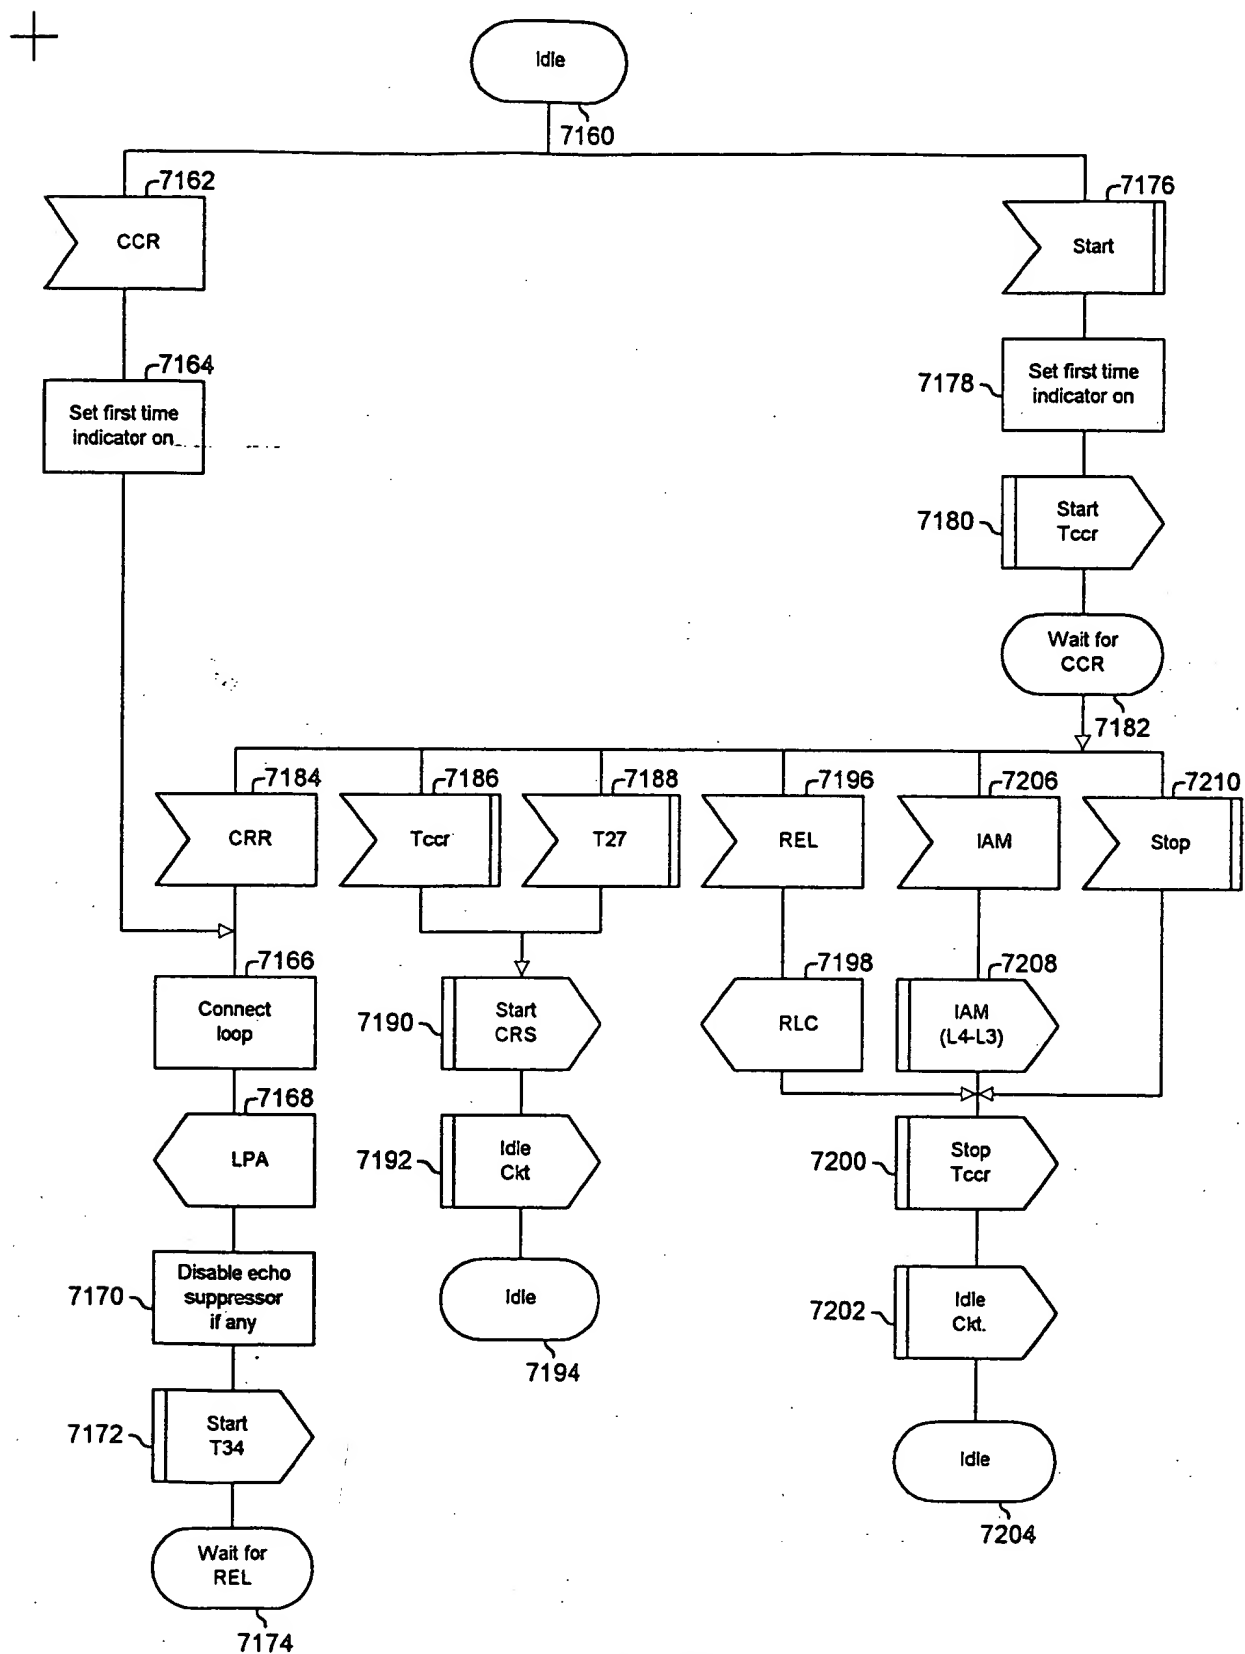 Idle
7160
7162
CCR
7176
Start
7164
Set first time
indicator on
7178
Set first time
indicator on
7180
Start
Tccr
Wait for
CCR
7182
7184
CRR
7186
Tccr
7188
T27
7196
REL
7206
IAM
7210
Stop
7166
Connect
loop
7190
Start
CRS
7198
RLC
7208
IAM
(L4-L3)
7168
LPA
7192
Idle
Ckt
7200
Stop
Tccr
7170
Disable echo
suppressor
if any
Idle
7194
7202
Idle
Ckt.
7172
Start
T34
Idle
7204
Wait for
REL
7174